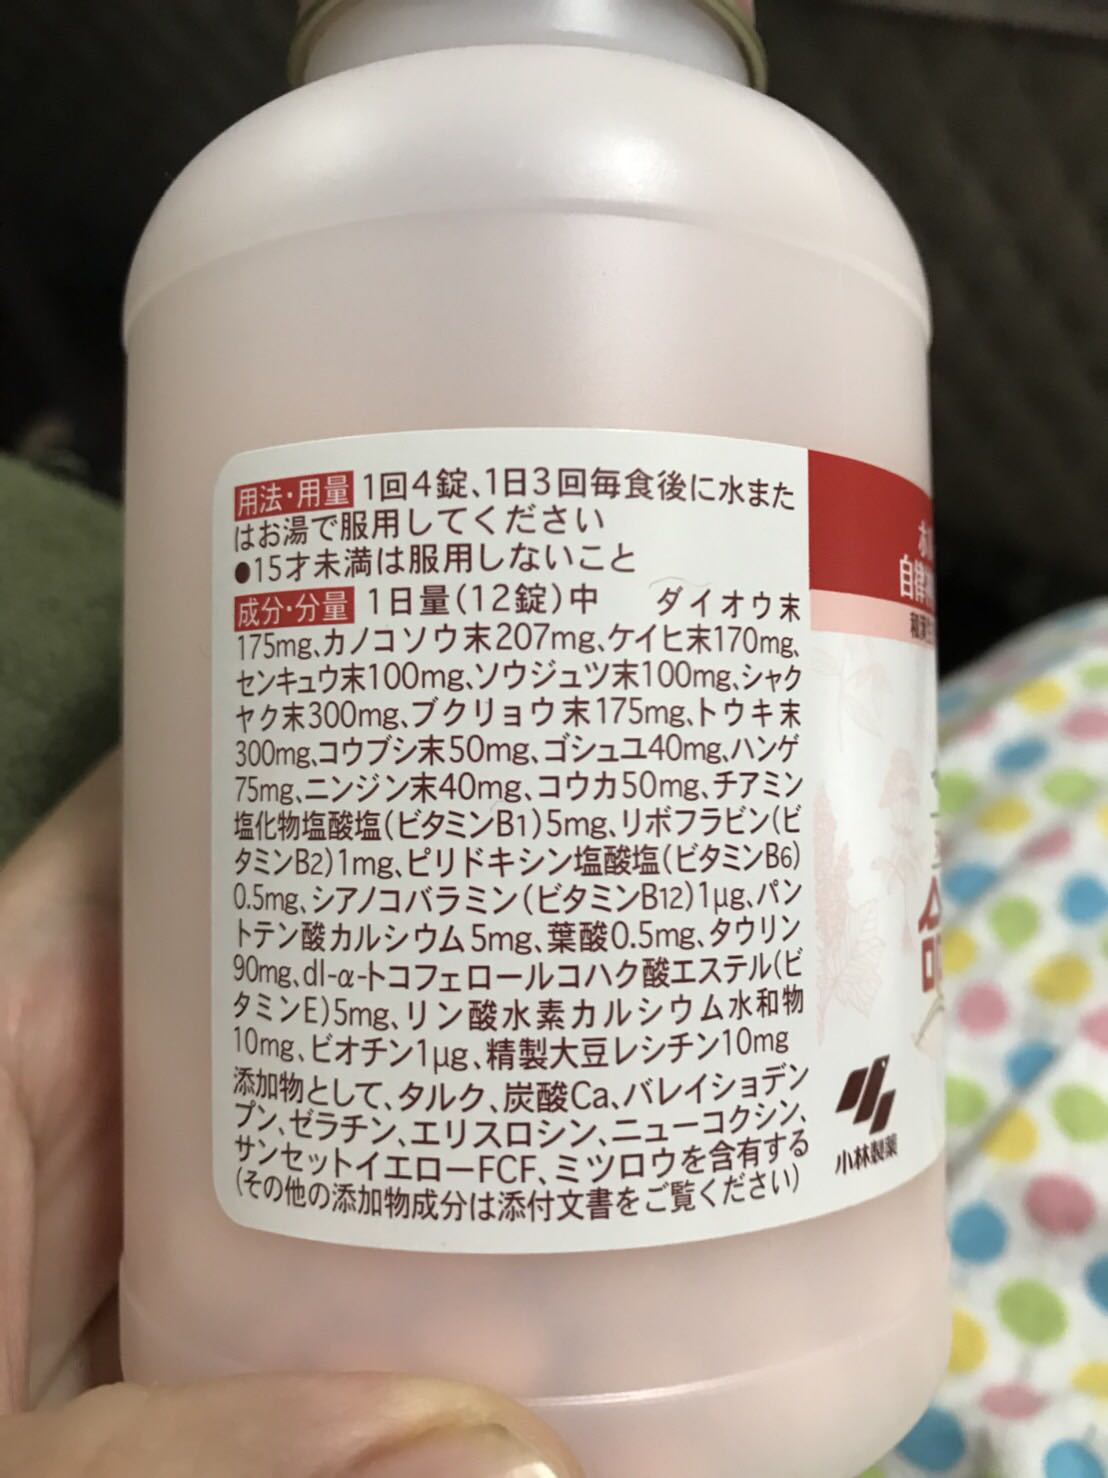 用法・用量 1回4錠、1日3回毎食後に水また
はお湯で服用してください
●15才未満は服用しないこと
成分・分量 1日量(12錠)中 ダイオウ末
175mg、カノコソウ末207mg、ケイヒ末170mg、
センキュウ末100mg、ソウジュツ末100mg、シャク
ヤク末300mg、ブクリョウ末175mg、トウキ末
300mg、コウブシ末50mg、ゴシュユ40mg、ハンゲ
75mg、ニンジン末40mg、コウカ50mg、チアミン
塩化物塩酸塩(ビタミンB1)5mg、リボフラビン(ビ
タミンB2)1mg、ピリドキシン塩酸塩(ビタミンB6)
0.5mg、シアノコバラミン(ビタミンB12)1μg、パン
トテン酸カルシウム5mg、葉酸0.5mg、タウリン
90mg、dl-α-トコフェロールコハク酸エステル(ビ
タミンE)5mg、リン酸水素カルシウム水和物
10mg、ビオチン1μg、精製大豆レシチン10mg
添加物として、タルク、炭酸Ca、バレイショデン
プン、ゼラチン、エリスロシン、ニューコクシン、
サンセットイエローFCF、ミツロウを含有する
(その他の添加物成分は添付文書をご覧ください)
自律
命
小林製薬